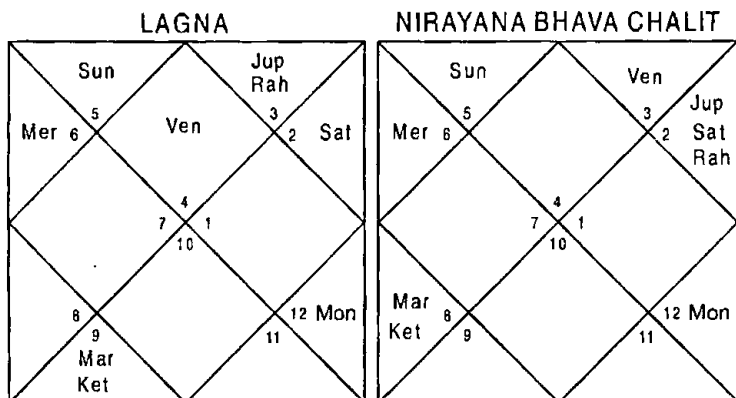 LAGNA
Sun
Jup
Rah
5
3
Mer 6
Ven
2 Sat
4
7 1
10
8
9
12 Mon
11
Mar
Ket
NIRAYANA BHAVA CHALIT
Sun
Ven
5
3
Jup
Mer 6
2 Sat
Rah
4
7 1
10
Mar
Ket
8
9
12 Mon
11